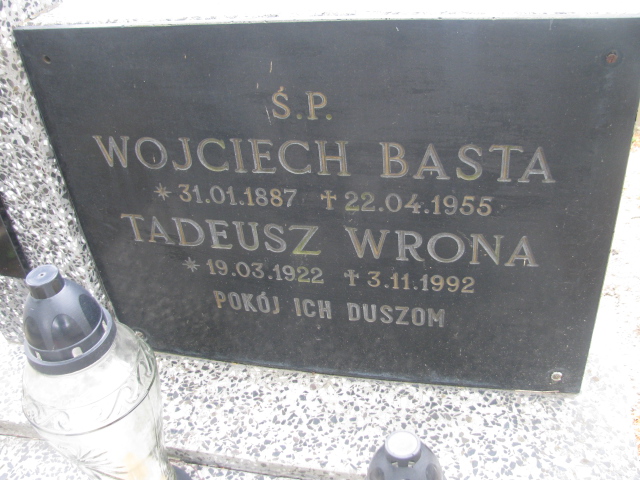 Ś.P.
WOJCIECH BASTA
* 31.01.1887 † 22.04.1955
TADEUSZ WRONA
* 19.03.1922 † 3.11.1992
POKÓJ ICH DUSZOM